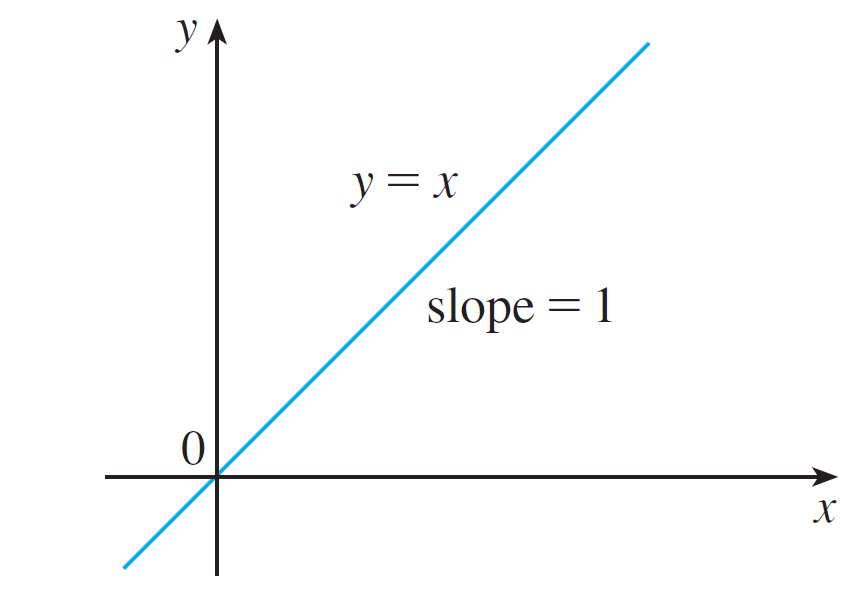 y
y = x
slope = 1
0
x